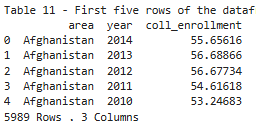 Table 11 - First five rows of the dataf
area year coll_enrollment
0 Afghanistan 2014 55.65616
1 Afghanistan 2013 56.88866
2 Afghanistan 2012 56.67734
3 Afghanistan 2011 54.61618
4 Afghanistan 2010 53.24683
5989 Rows . 3 Columns